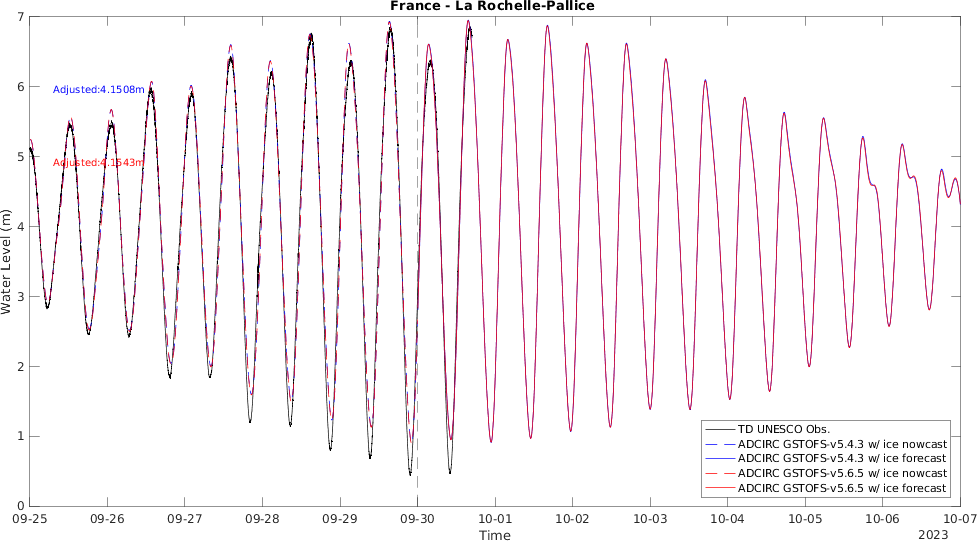 France - La Rochelle-Pallice
7
6
5
4
3
2
1
0
Water Level (m)
Adjusted:4.1508m
Adjusted:4.1543m
TD UNESCO Obs.
ADCIRC GSTOFS-v5.4.3 w/ ice nowcast
ADCIRC GSTOFS-v5.4.3 w/ ice forecast
ADCIRC GSTOFS-v5.6.5 w/ ice nowcast
ADCIRC GSTOFS-v5.6.5 w/ ice forecast
09-25 09-26 09-27 09-28 09-29 09-30 10-01 10-02 10-03 10-04 10-05 10-06 10-07
Time
2023